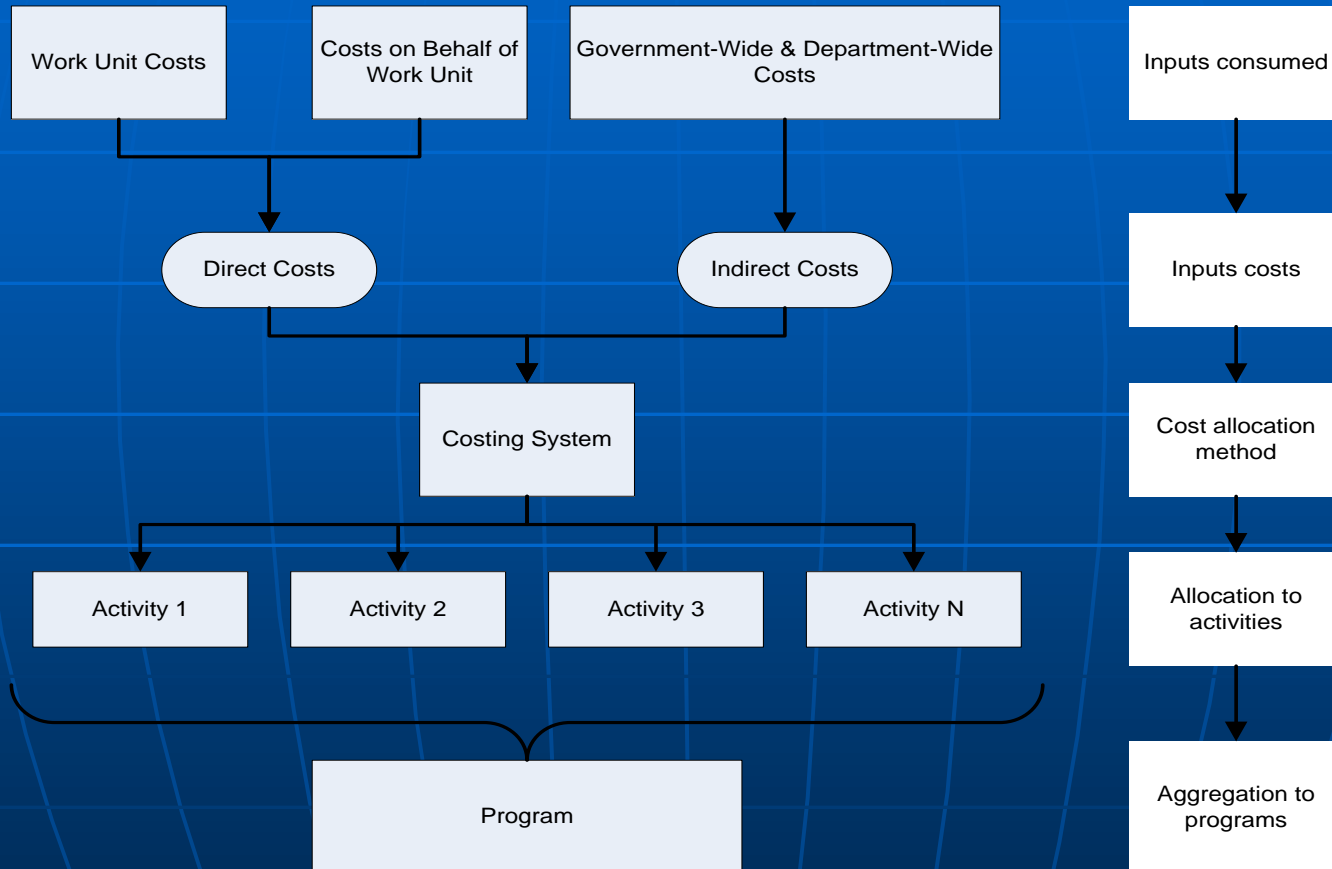 Work Unit Costs
Costs on Behalf of
Work Unit
Government-Wide & Department-Wide
Costs
Inputs consumed
Direct Costs
Indirect Costs
Inputs costs
Costing System
Cost allocation
method
Activity 1
Activity 2
Activity 3
Activity N
Allocation to
activities
Program
Aggregation to
programs